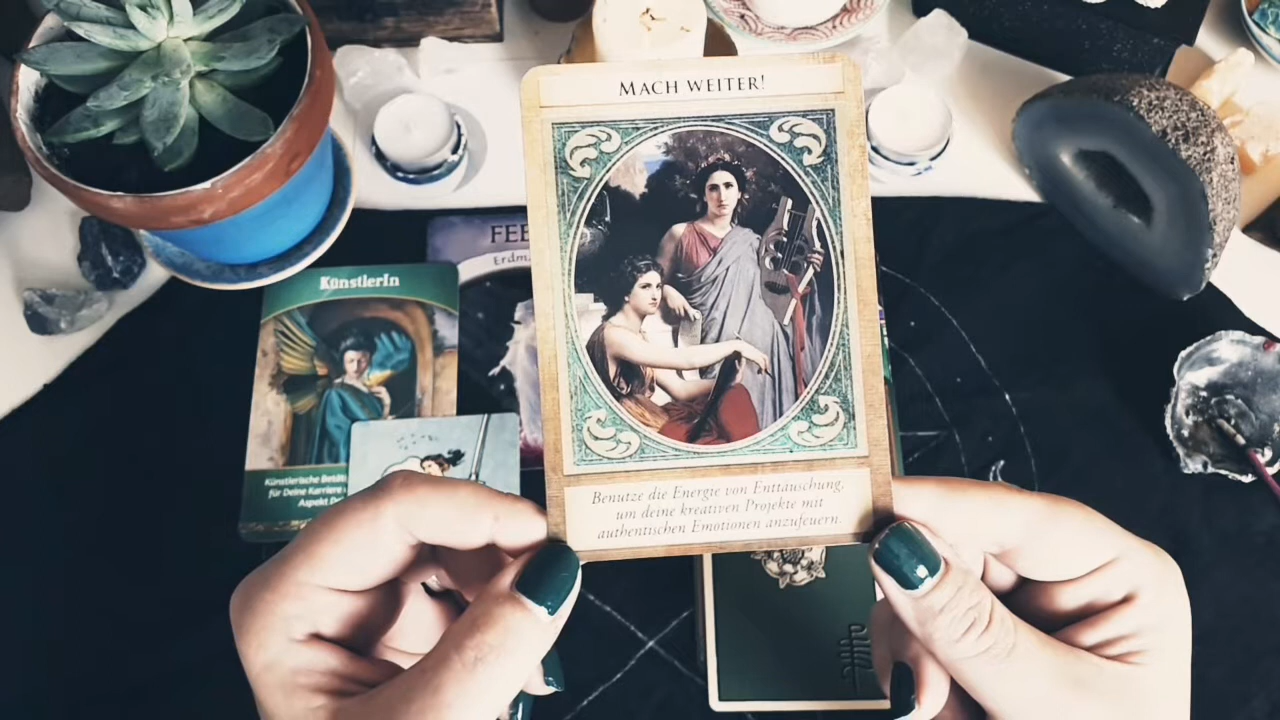 MACH WEITER!
Benutze die Energie von Enttäuschung,
um deine kreativen Projekte mit
authentischen Emotionen anzufeuern.
KünstlerIn
Künstlerische
für Deine Karriere
Aspekt